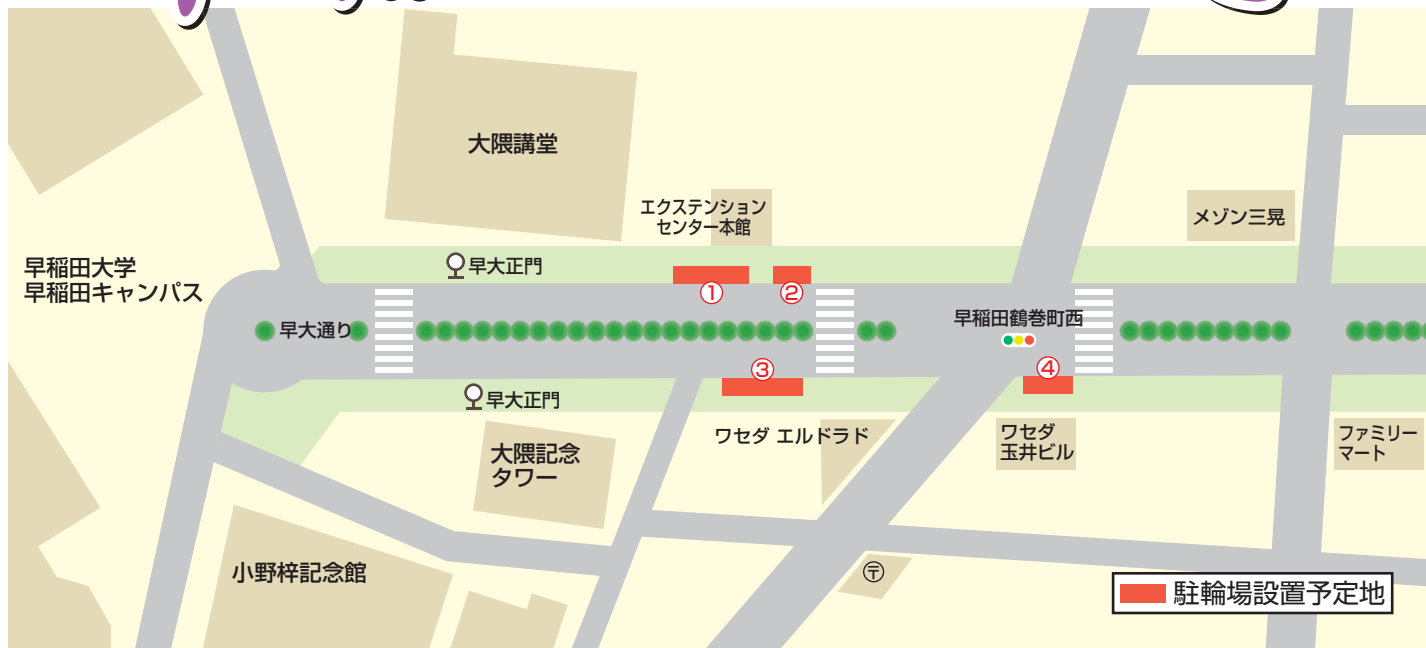 大隈講堂
エクステンション
センター本館
メゾン三晃
早稲田大学
早稲田キャンパス
早大正門
①
②
早大通り
早稲田鶴巻町西
③
④
早大正門
ワセダ エルドラド
大隈記念
タワー
ワセダ
玉井ビル
ファミリー
マート
小野梓記念館
〒
駐輪場設置予定地